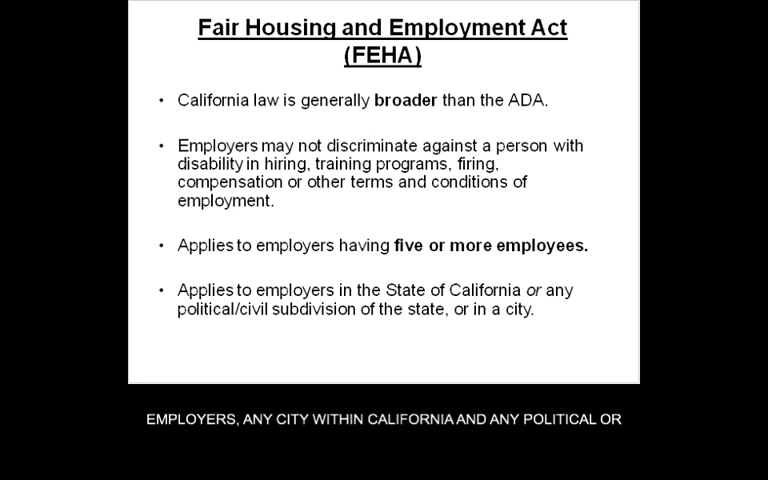 Fair Housing and Employment Act
(FEHA)
• California law is generally broader than the ADA.
• Employers may not discriminate against a person with
disability in hiring, training programs, firing,
compensation or other terms and conditions of
employment.
• Applies to employers having five or more employees.
• Applies to employers in the State of California or any
political/civil subdivision of the state, or in a city.
EMPLOYERS, ANY CITY WITHIN CALIFORNIA AND ANY POLITICAL OR